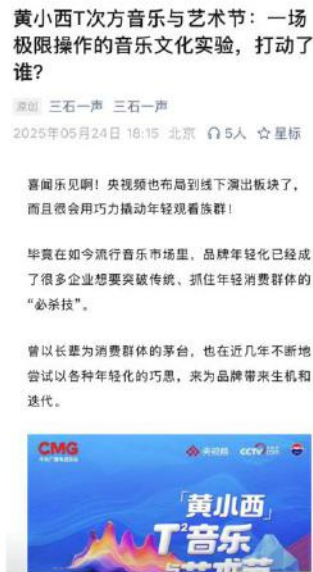 黄小西T次方音乐与艺术节：一场
极限操作的音乐文化实验，打动了
谁？
原创 三石一声 三石一声
2025年05月24日 18:15 北京 5人 星标
喜闻乐见啊！央视频也布局到线下演出板块了，
而且很会用巧力撬动年轻观看族群！
毕竟在如今流行音乐市场里，品牌年轻化已经成
了很多企业想要突破传统、抓住年轻消费群体的
“必杀技”。
曾以长辈为消费群体的茅台，也在近几年不断地
尝试以各种年轻化的巧思，来为品牌带来生机和
迭代。
CMG 央视频 CCTV
中央广播电视总台
「黄小西」
T²音乐
与艺术节